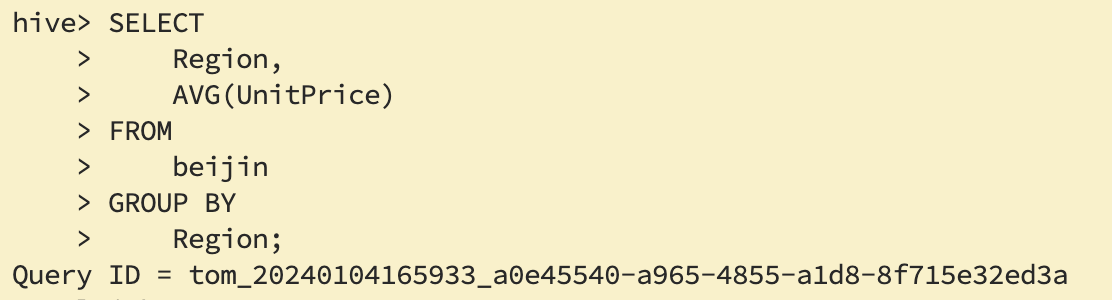 hive> SELECT
    >     Region,
    >     AVG(UnitPrice)
    > FROM
    >     beijin
    > GROUP BY
    >     Region;
Query ID = tom_20240104165933_a0e45540-a965-4855-a1d8-8f715e32ed3a